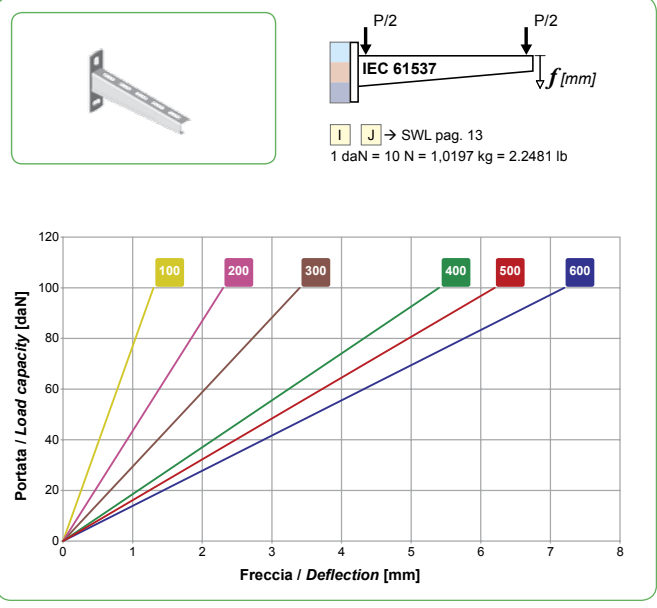 P/2 P/2
IEC 61537
f [mm]
I J → SWL pag. 13
1 daN = 10 N = 1,0197 kg = 2.2481 lb
Portata / Load capacity [daN]
120
100
80
60
40
20
0
100 200 300 400 500 600
0 1 2 3 4 5 6 7 8
Freccia / Deflection [mm]